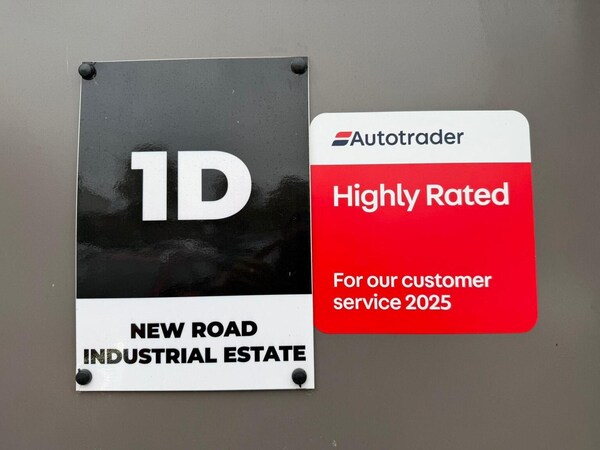 1D
NEW ROAD
INDUSTRIAL ESTATE
Autotrader
Highly Rated
For our customer
service 2025